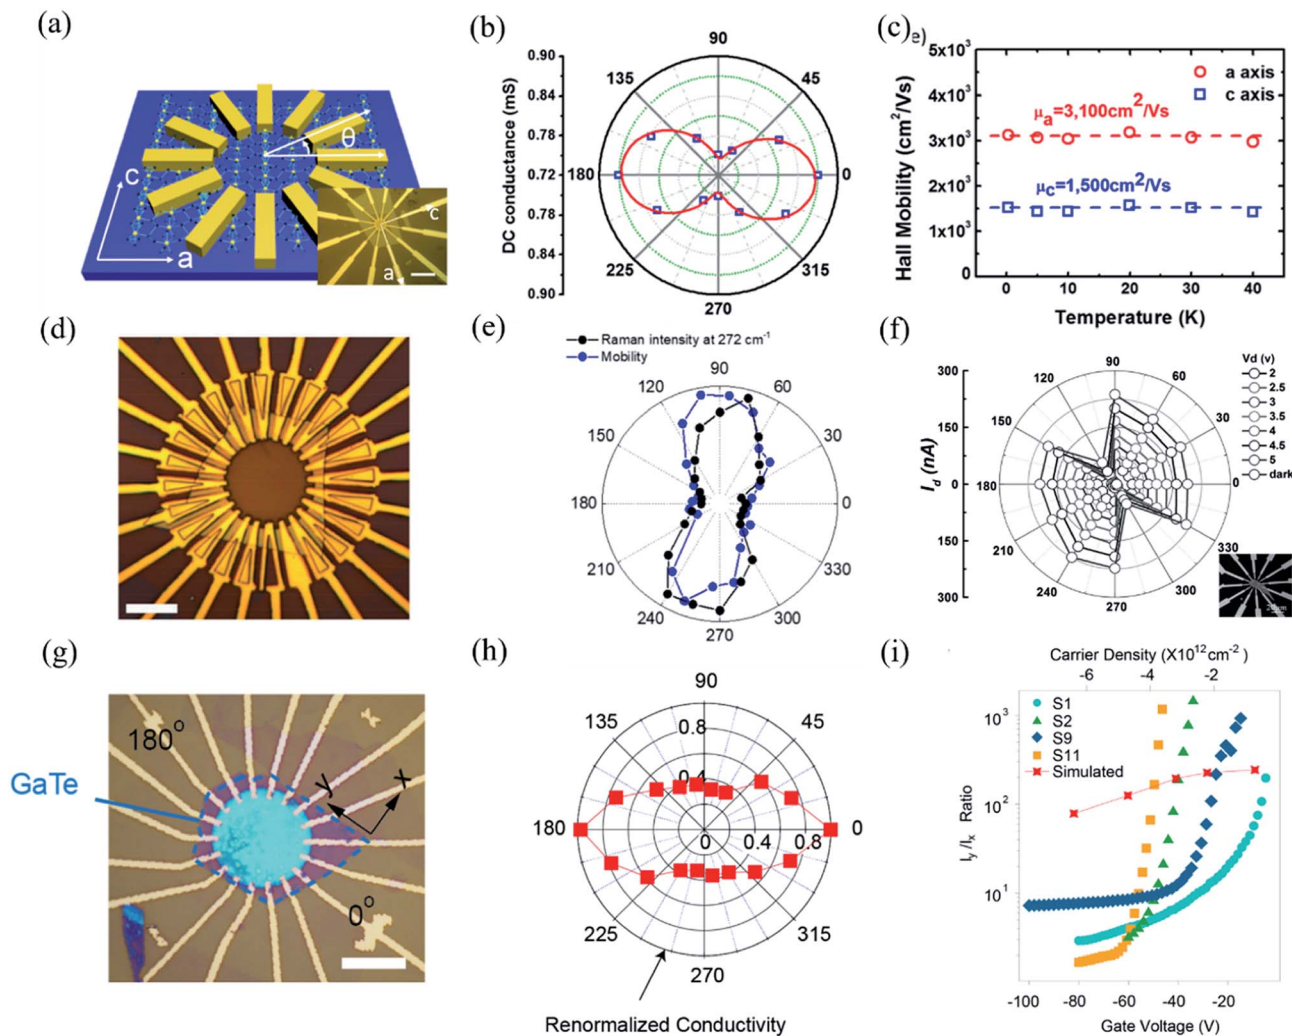 (a)
θ
c
a
c
a
(b)
DC conductance (mS)
0.90
0.84
0.78
0.72
0.78
0.84
0.90
90
135
45
180
0
225
315
270
(c)
e)
Hall Mobility (cm²/Vs)
5x10³
4x10³
3x10³
2x10³
1x10³
0
a axis
c axis
μa=3,100cm²/Vs
μc=1,500cm²/Vs
0
10
20
30
40
Temperature (K)
(d)
(e)
Raman intensity at 272 cm⁻¹
Mobility
90
120
60
150
30
180
0
210
330
240
300
270
(f)
Id (nA)
300
150
0
150
300
90
120
60
150
30
180
0
210
330
240
300
270
Vd (v)
2
2.5
3
3.5
4
4.5
5
dark
(g)
180°
GaTe
y
x
0°
(h)
90
135
45
0.8
0.4
180
0
0
0.4
0.8
225
315
270
Renormalized Conductivity
(i)
Carrier Density (X10¹²cm⁻²)
-6
-4
-2
S1
S2
S9
S11
Simulated
Iy/Ix Ratio
10³
10²
10¹
-100
-80
-60
-40
-20
0
Gate Voltage (V)